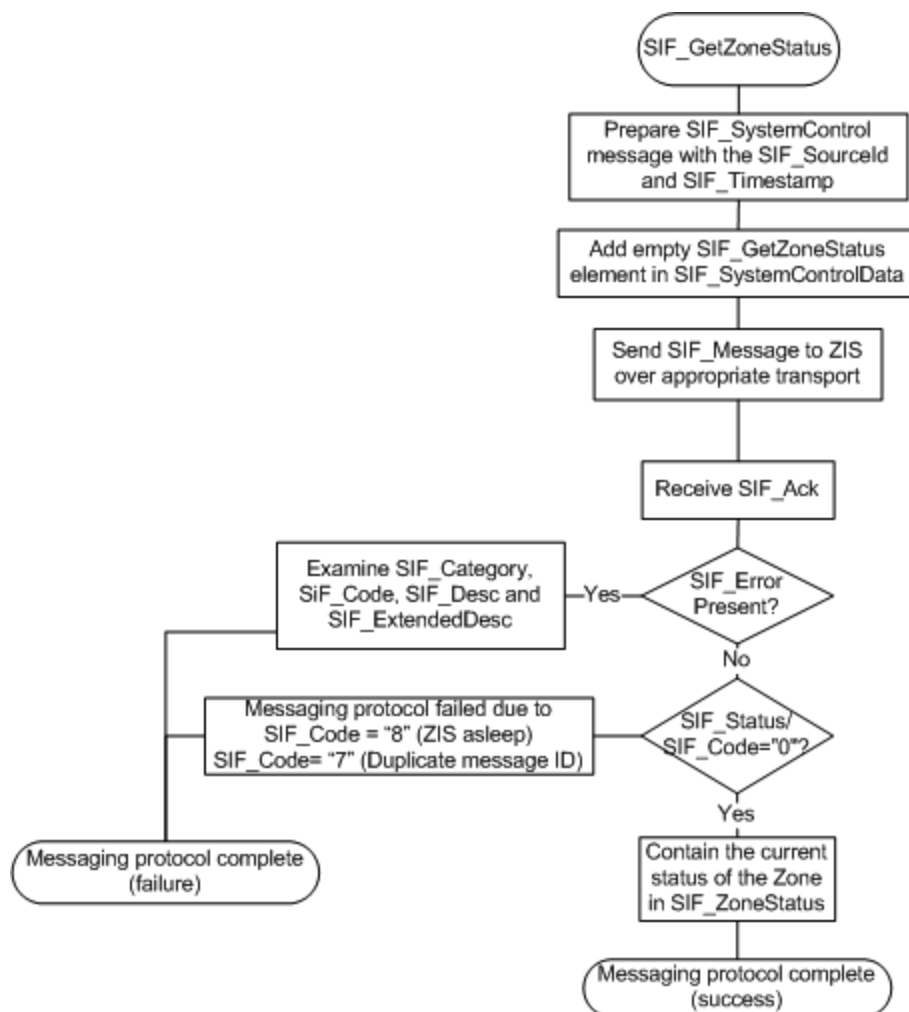 SIF_GetZoneStatus
Prepare SIF_SystemControl
message with the SIF_SourceId
and SIF_Timestamp
Add empty SIF_GetZoneStatus
element in SIF_SystemControlData
Send SIF_Message to ZIS
over appropriate transport
Receive SIF_Ack
SIF_Error
Present?
Yes
Examine SIF_Category,
SiF_Code, SIF_Desc and
SIF_ExtendedDesc
No
SIF_Status/
SIF_Code="0"?
Messaging protocol failed due to
SIF_Code = “8” (ZIS asleep)
SIF_Code= “7” (Duplicate message ID)
Yes
Messaging protocol complete
(failure)
Contain the current
status of the Zone
in SIF_ZoneStatus
Messaging protocol complete
(success)